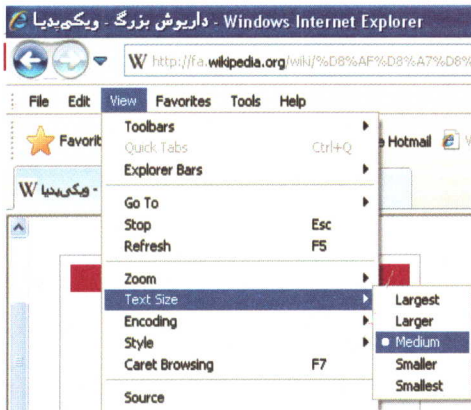 داریوش بزرگ - ویکی‌پدیا - Windows Internet Explorer
W http://fa.wikipedia.org/wiki/%D8%AF%D8%A7%D8%
File Edit View Favorites Tools Help
Favorit
Hotmail
W ویکی‌پدیا -
Toolbars
Quick Tabs Ctrl+Q
Explorer Bars
Go To
Stop Esc
Refresh F5
Zoom
Text Size
Encoding
Style
Caret Browsing F7
Source
Largest
Larger
Medium
Smaller
Smallest